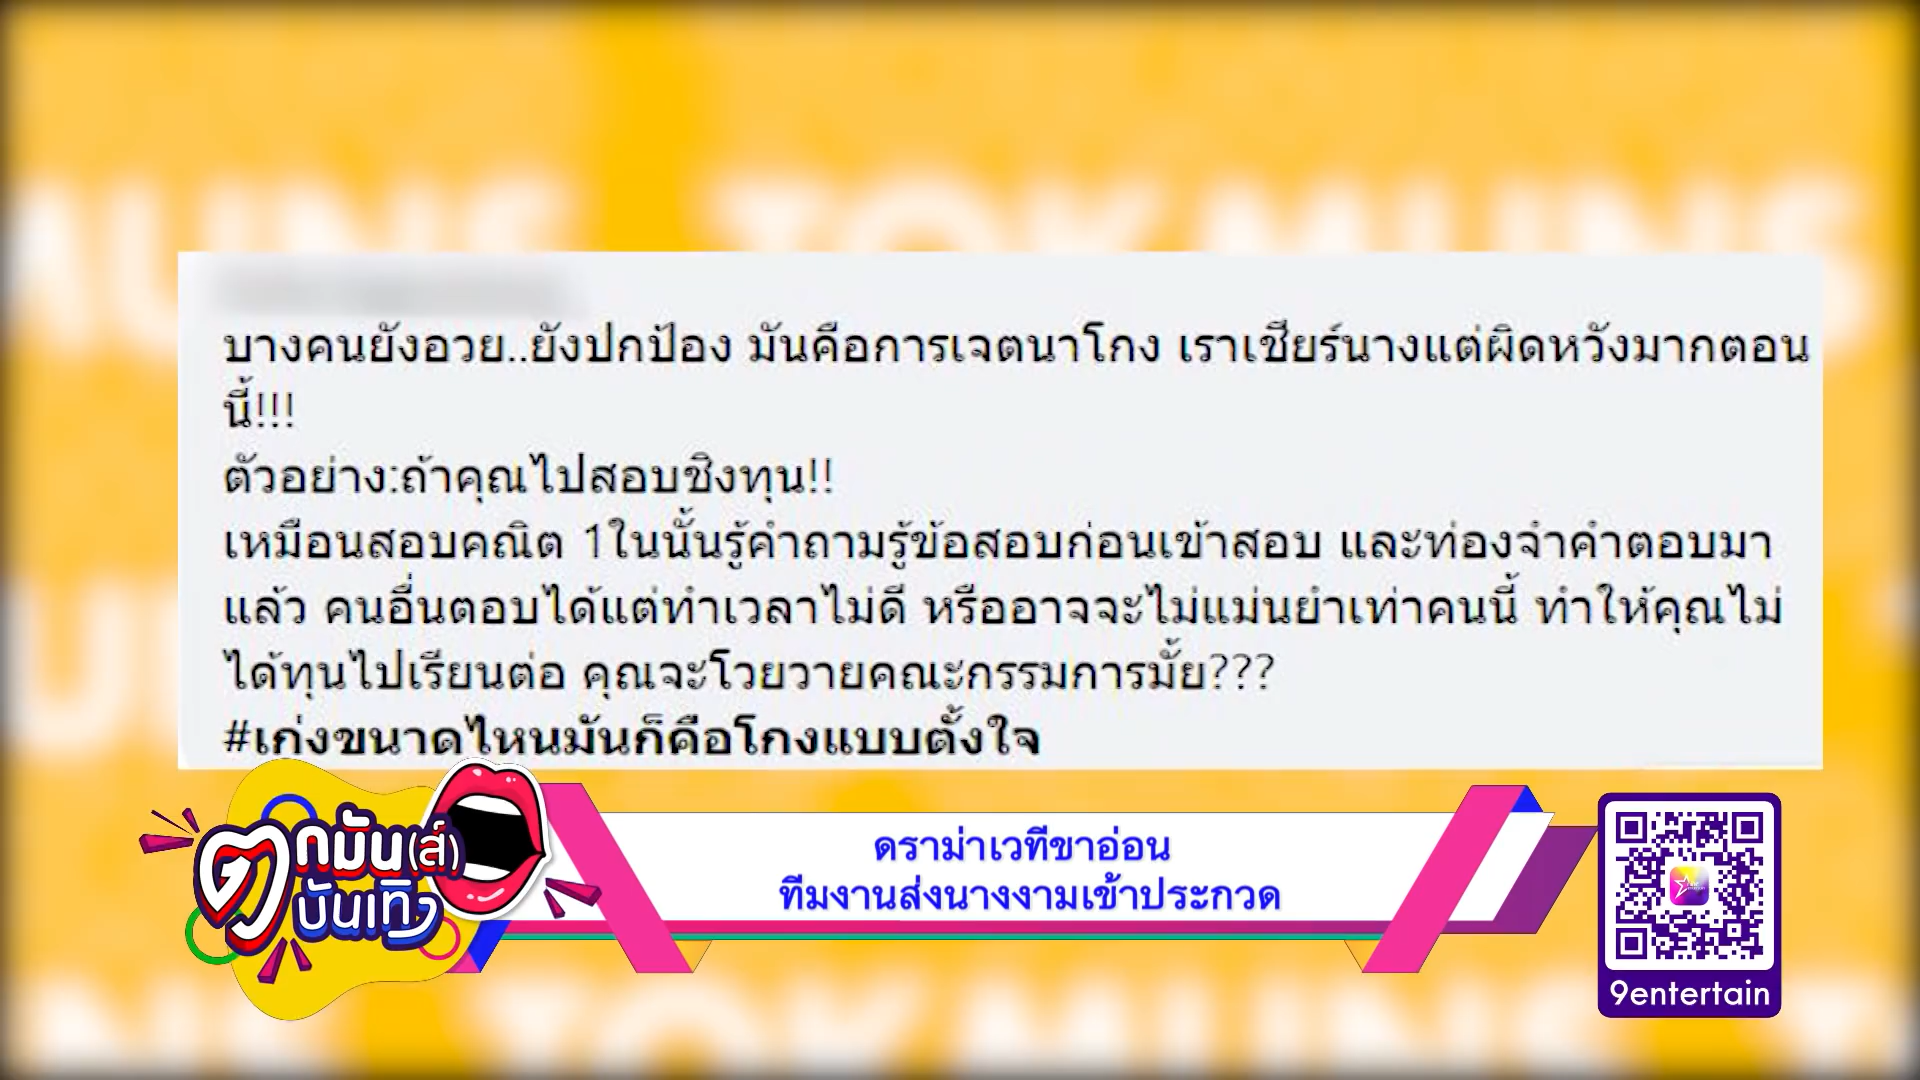 บางคนยังอวย..ยังปกป้อง มันคือการเจตนาโกง เราเชียร์นางแต่ผิดหวังมากตอน
นี้!!!
ตัวอย่าง:ถ้าคุณไปสอบชิงทุน!!
เหมือนสอบคณิต 1ในนั้นรู้คำถามรู้ข้อสอบก่อนเข้าสอบ และท่องจำคำตอบมา
แล้ว คนอื่นตอบได้แต่ทำเวลาไม่ดี หรืออาจจะไม่แม่นยำเท่าคนนี้ ทำให้คุณไม่
ได้ทุนไปเรียนต่อ คุณจะโวยวายคณะกรรมการมั้ย???
#เก่งขนาดไหนมันก็คือโกงแบบตั้งใจ
ตกมัน(ส์)
บันเทิง
ดราม่าเวทีขาอ่อน
ทีมงานส่งนางงามเข้าประกวด
9entertain